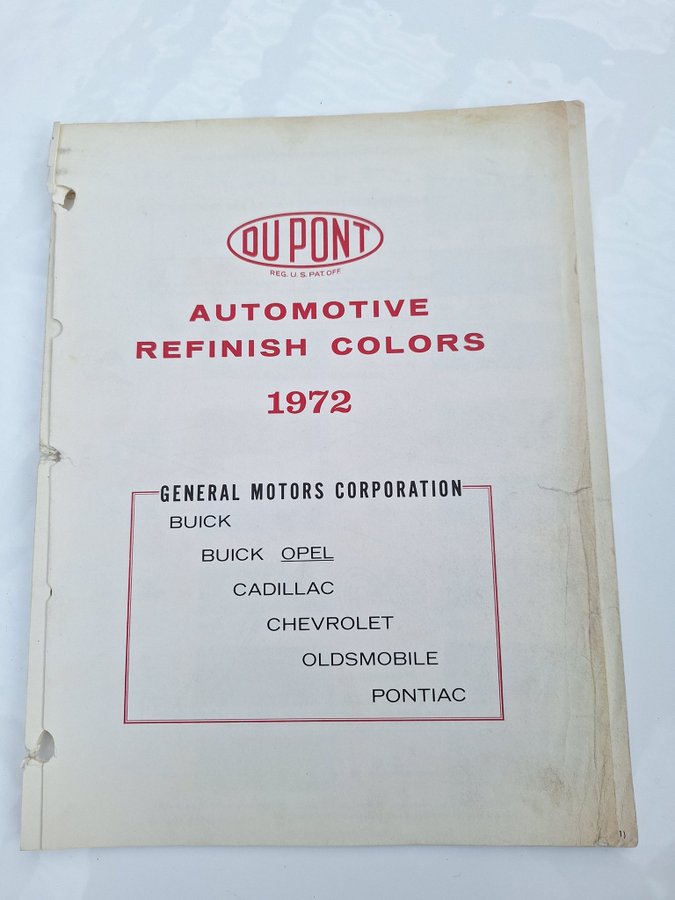 DU PONT
REG. U. S. PAT. OFF
AUTOMOTIVE
REFINISH COLORS
1972
GENERAL MOTORS CORPORATION
BUICK
BUICK OPEL
CADILLAC
CHEVROLET
OLDSMOBILE
PONTIAC